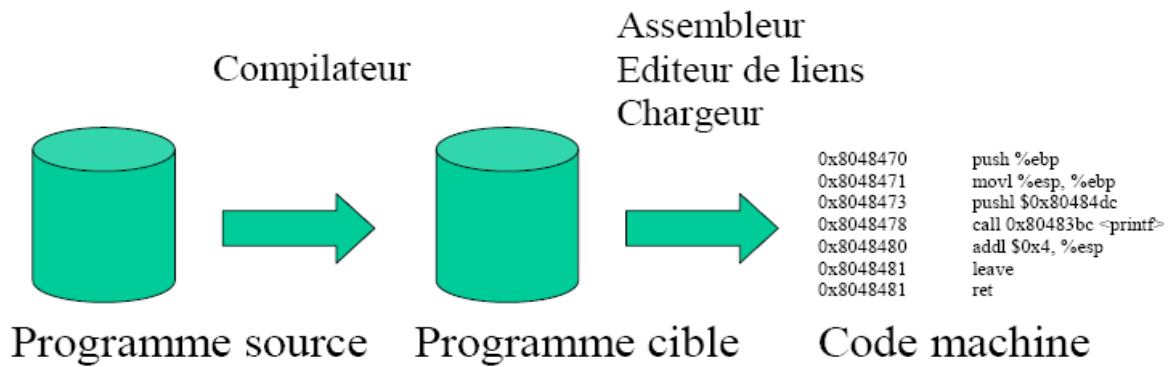 Compilateur
Assembleur
Editeur de liens
Chargeur
0x8048470 push %ebp
0x8048471 movl %esp, %ebp
0x8048473 pushl $0x80484dc
0x8048478 call 0x80483bc <printf>
0x8048480 addl $0x4, %esp
0x8048481 leave
0x8048481 ret
Programme source Programme cible Code machine